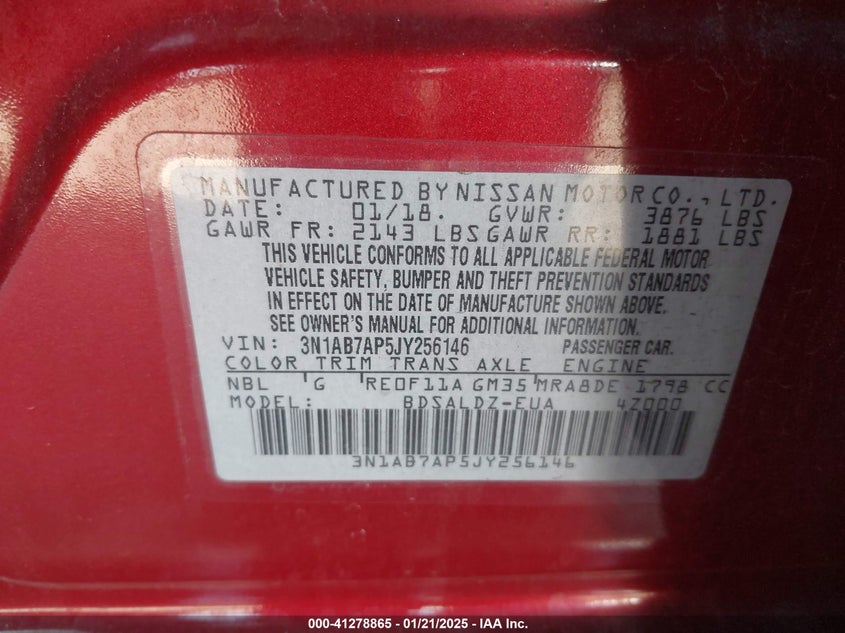 MANUFACTURED BY NISSAN MOTOR CO., LTD.
DATE: 01/18. GVWR: 3876 LBS
GAWR FR: 2143 LBS GAWR RR: 1881 LBS
THIS VEHICLE CONFORMS TO ALL APPLICABLE FEDERAL MOTOR
VEHICLE SAFETY, BUMPER AND THEFT PREVENTION STANDARDS
IN EFFECT ON THE DATE OF MANUFACTURE SHOWN ABOVE.
SEE OWNER'S MANUAL FOR ADDITIONAL INFORMATION.
VIN: 3N1AB7AP5JY256146 PASSENGER CAR.
COLOR TRIM TRANS AXLE ENGINE
NBL G RE0F11A GM35 MRA8DE 1798 CC
MODEL: BDSALDZ-EUA 4Z000
3N1AB7AP5JY256146
000-41278865 - 01/21/2025 - IAA Inc.